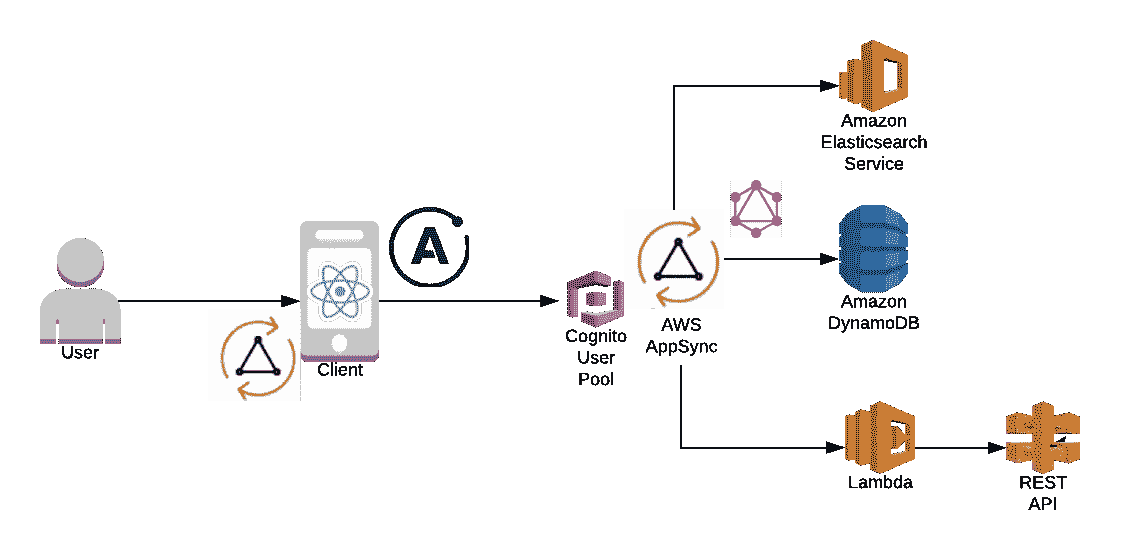 User
Client
A
Cognito
User
Pool
AWS
AppSync
Amazon
Elasticsearch
Service
Amazon
DynamoDB
Lambda
REST
API